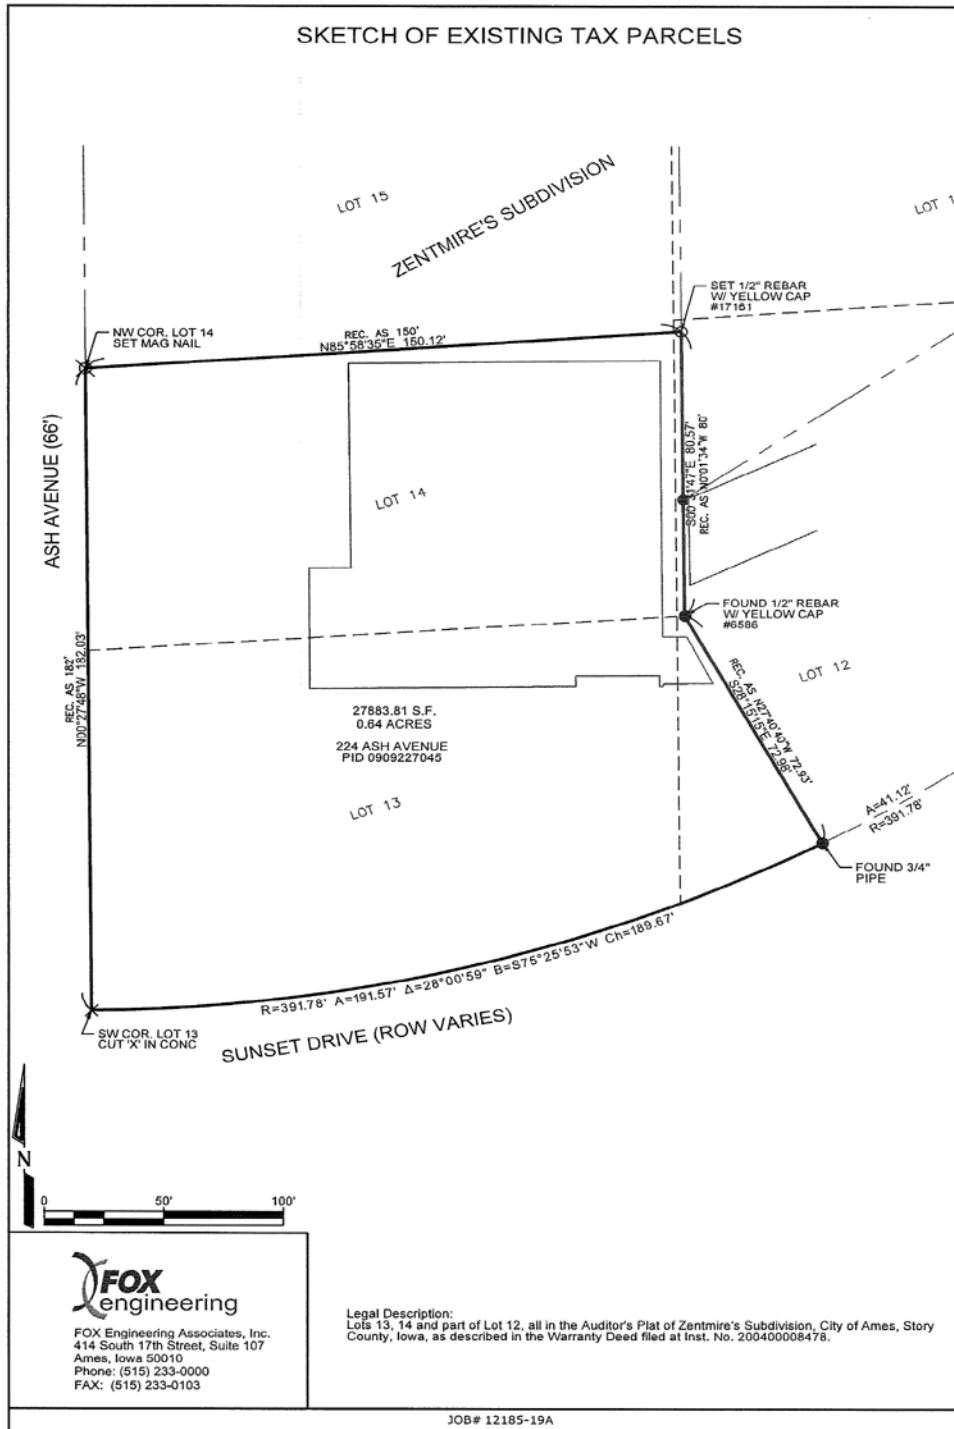 SKETCH OF EXISTING TAX PARCELS
LOT 15
ZENTMIRE'S SUBDIVISION
LOT 1
SET 1/2" REBAR
W/ YELLOW CAP
#17161
NW COR. LOT 14
SET MAG NAIL
REC. AS 150'
N85°58'35"E 150.12'
ASH AVENUE (66')
LOT 14
80.57'
REC. AS N0°01'34"W 80'
FOUND 1/2" REBAR
W/ YELLOW CAP
#6586
REC. AS 182'
N00°27'48"W 182.03'
LOT 12
REC. AS N27°40'40"W 72.93'
S28°15'15"E 72.98'
27883.81 S.F.
0.64 ACRES
224 ASH AVENUE
PID 0909227045
LOT 13
A=41.12'
R=391.78'
FOUND 3/4"
PIPE
R=391.78' A=191.57' Δ=28°00'59" B=S75°25'53"W Ch=189.67'
SW COR. LOT 13
CUT 'X' IN CONC
SUNSET DRIVE (ROW VARIES)
N
0 50' 100'
FOX
engineering
FOX Engineering Associates, Inc.
414 South 17th Street, Suite 107
Ames, Iowa 50010
Phone: (515) 233-0000
FAX: (515) 233-0103
Legal Description:
Lots 13, 14 and part of Lot 12, all in the Auditor's Plat of Zentmire's Subdivision, City of Ames, Story
County, Iowa, as described in the Warranty Deed filed at Inst. No. 200400008478.
JOB# 12185-19A